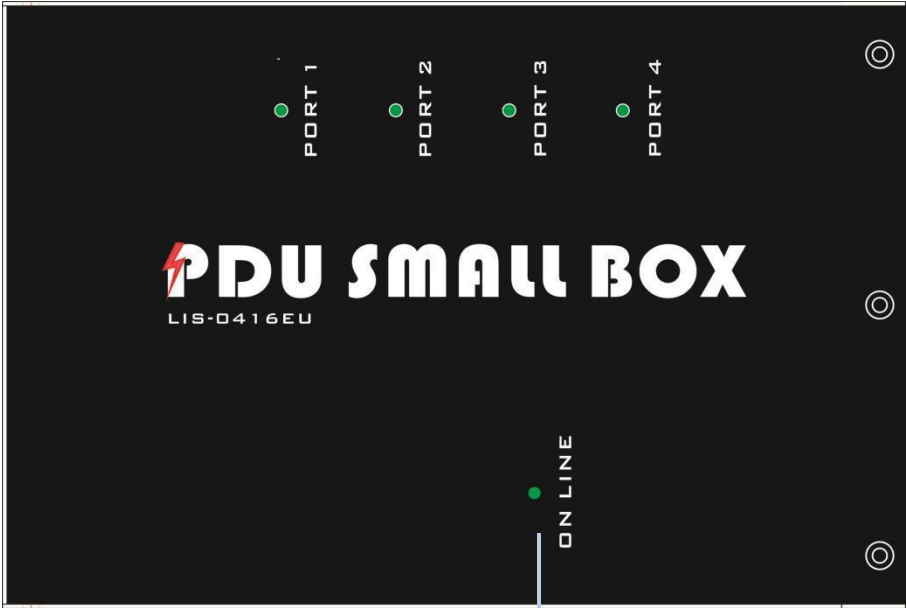 PORT 1
PORT 2
PORT 3
PORT 4
PDU SMALL BOX
LIS-0416EU
ON LINE